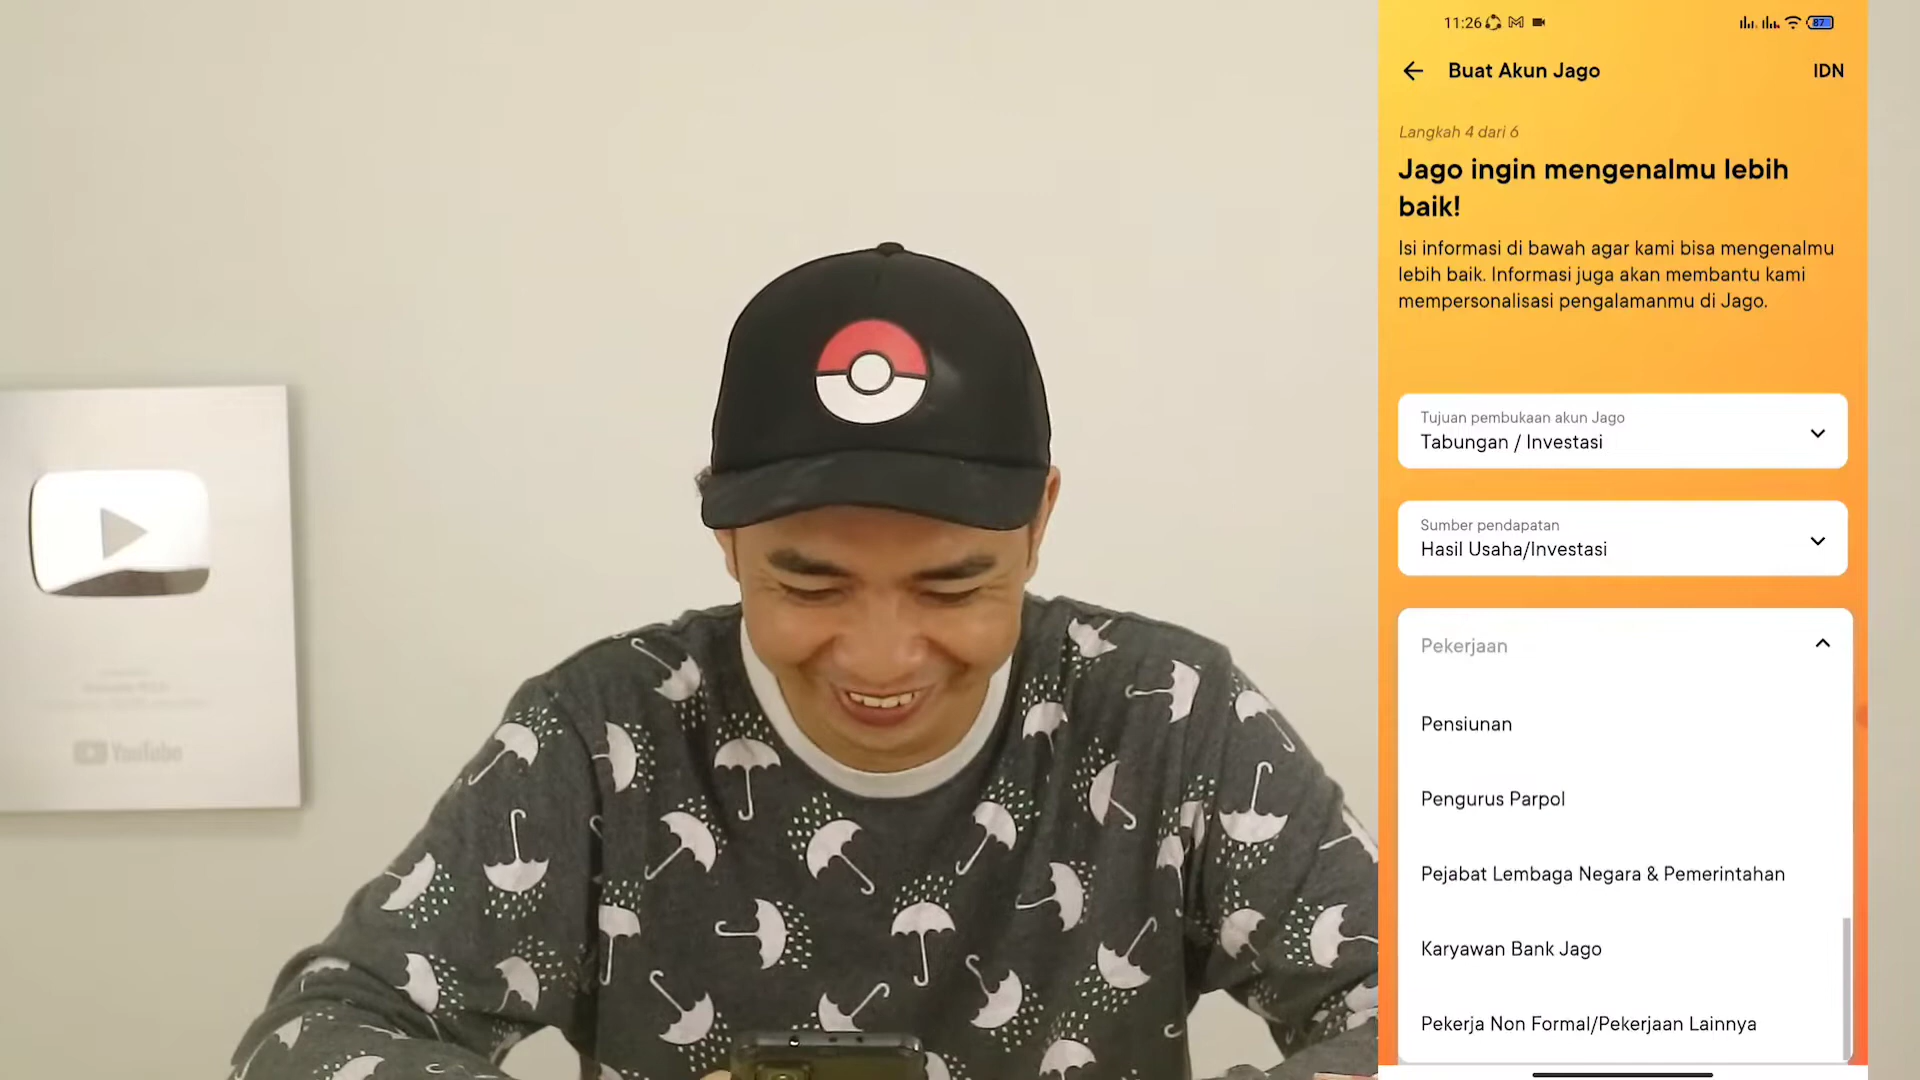 YouTube
11:26
87
Buat Akun Jago
IDN
Langkah 4 dari 6
Jago ingin mengenalmu lebih
baik!
Isi informasi di bawah agar kami bisa mengenalmu
lebih baik. Informasi juga akan membantu kami
mempersonalisasi pengalamanmu di Jago.
Tujuan pembukaan akun Jago
Tabungan / Investasi
Sumber pendapatan
Hasil Usaha/Investasi
Pekerjaan
Pensiunan
Pengurus Parpol
Pejabat Lembaga Negara & Pemerintahan
Karyawan Bank Jago
Pekerja Non Formal/Pekerjaan Lainnya